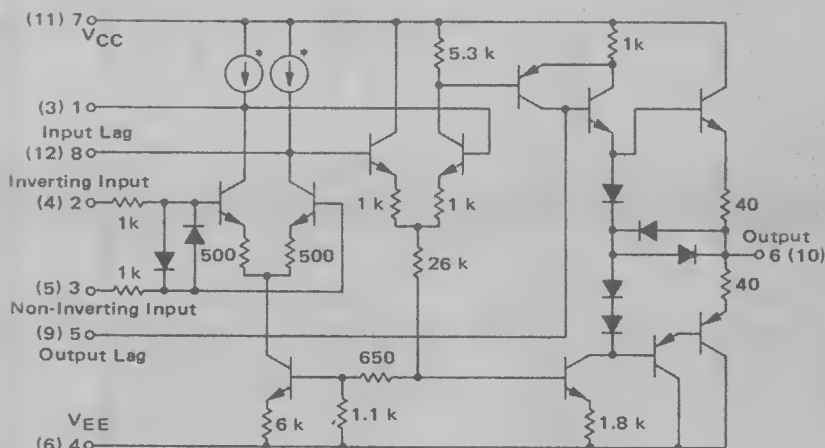 (11) 7
VCC
* *
5.3 k
1k
(3) 1
Input Lag
(12) 8
Inverting Input
(4) 2
1k
1 k
1 k
40
500
500
Output
6 (10)
26 k
1k
(5) 3
40
Non-Inverting Input
(9) 5
Output Lag
650
VEE
6 k
1.1 k
1.8 k
(6) 4